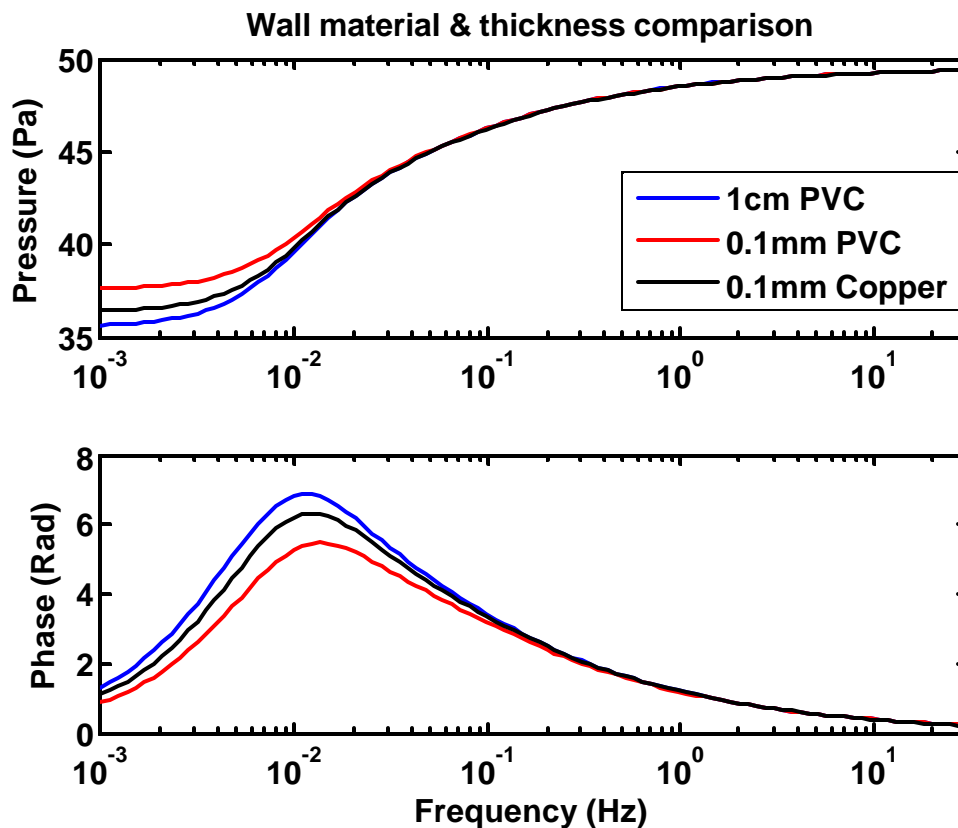 Wall material & thickness comparison
Pressure (Pa)
50
45
40
35
10^-3
10^-2
10^-1
10^0
10^1
1cm PVC
0.1mm PVC
0.1mm Copper
Phase (Rad)
8
6
4
2
0
10^-3
10^-2
10^-1
10^0
10^1
Frequency (Hz)